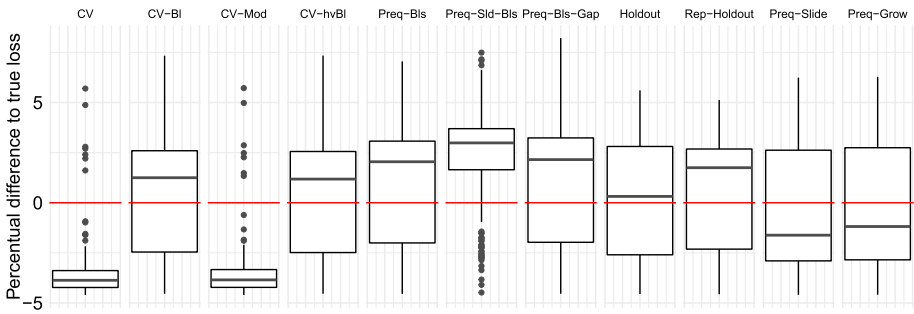 CV CV−Bl CV−Mod CV−hvBl Preq−Bls Preq−Sld−Bls Preq−Bls−Gap Holdout Rep−Holdout Preq−Slide Preq−Grow
Percentual difference to true loss
5
0
−5